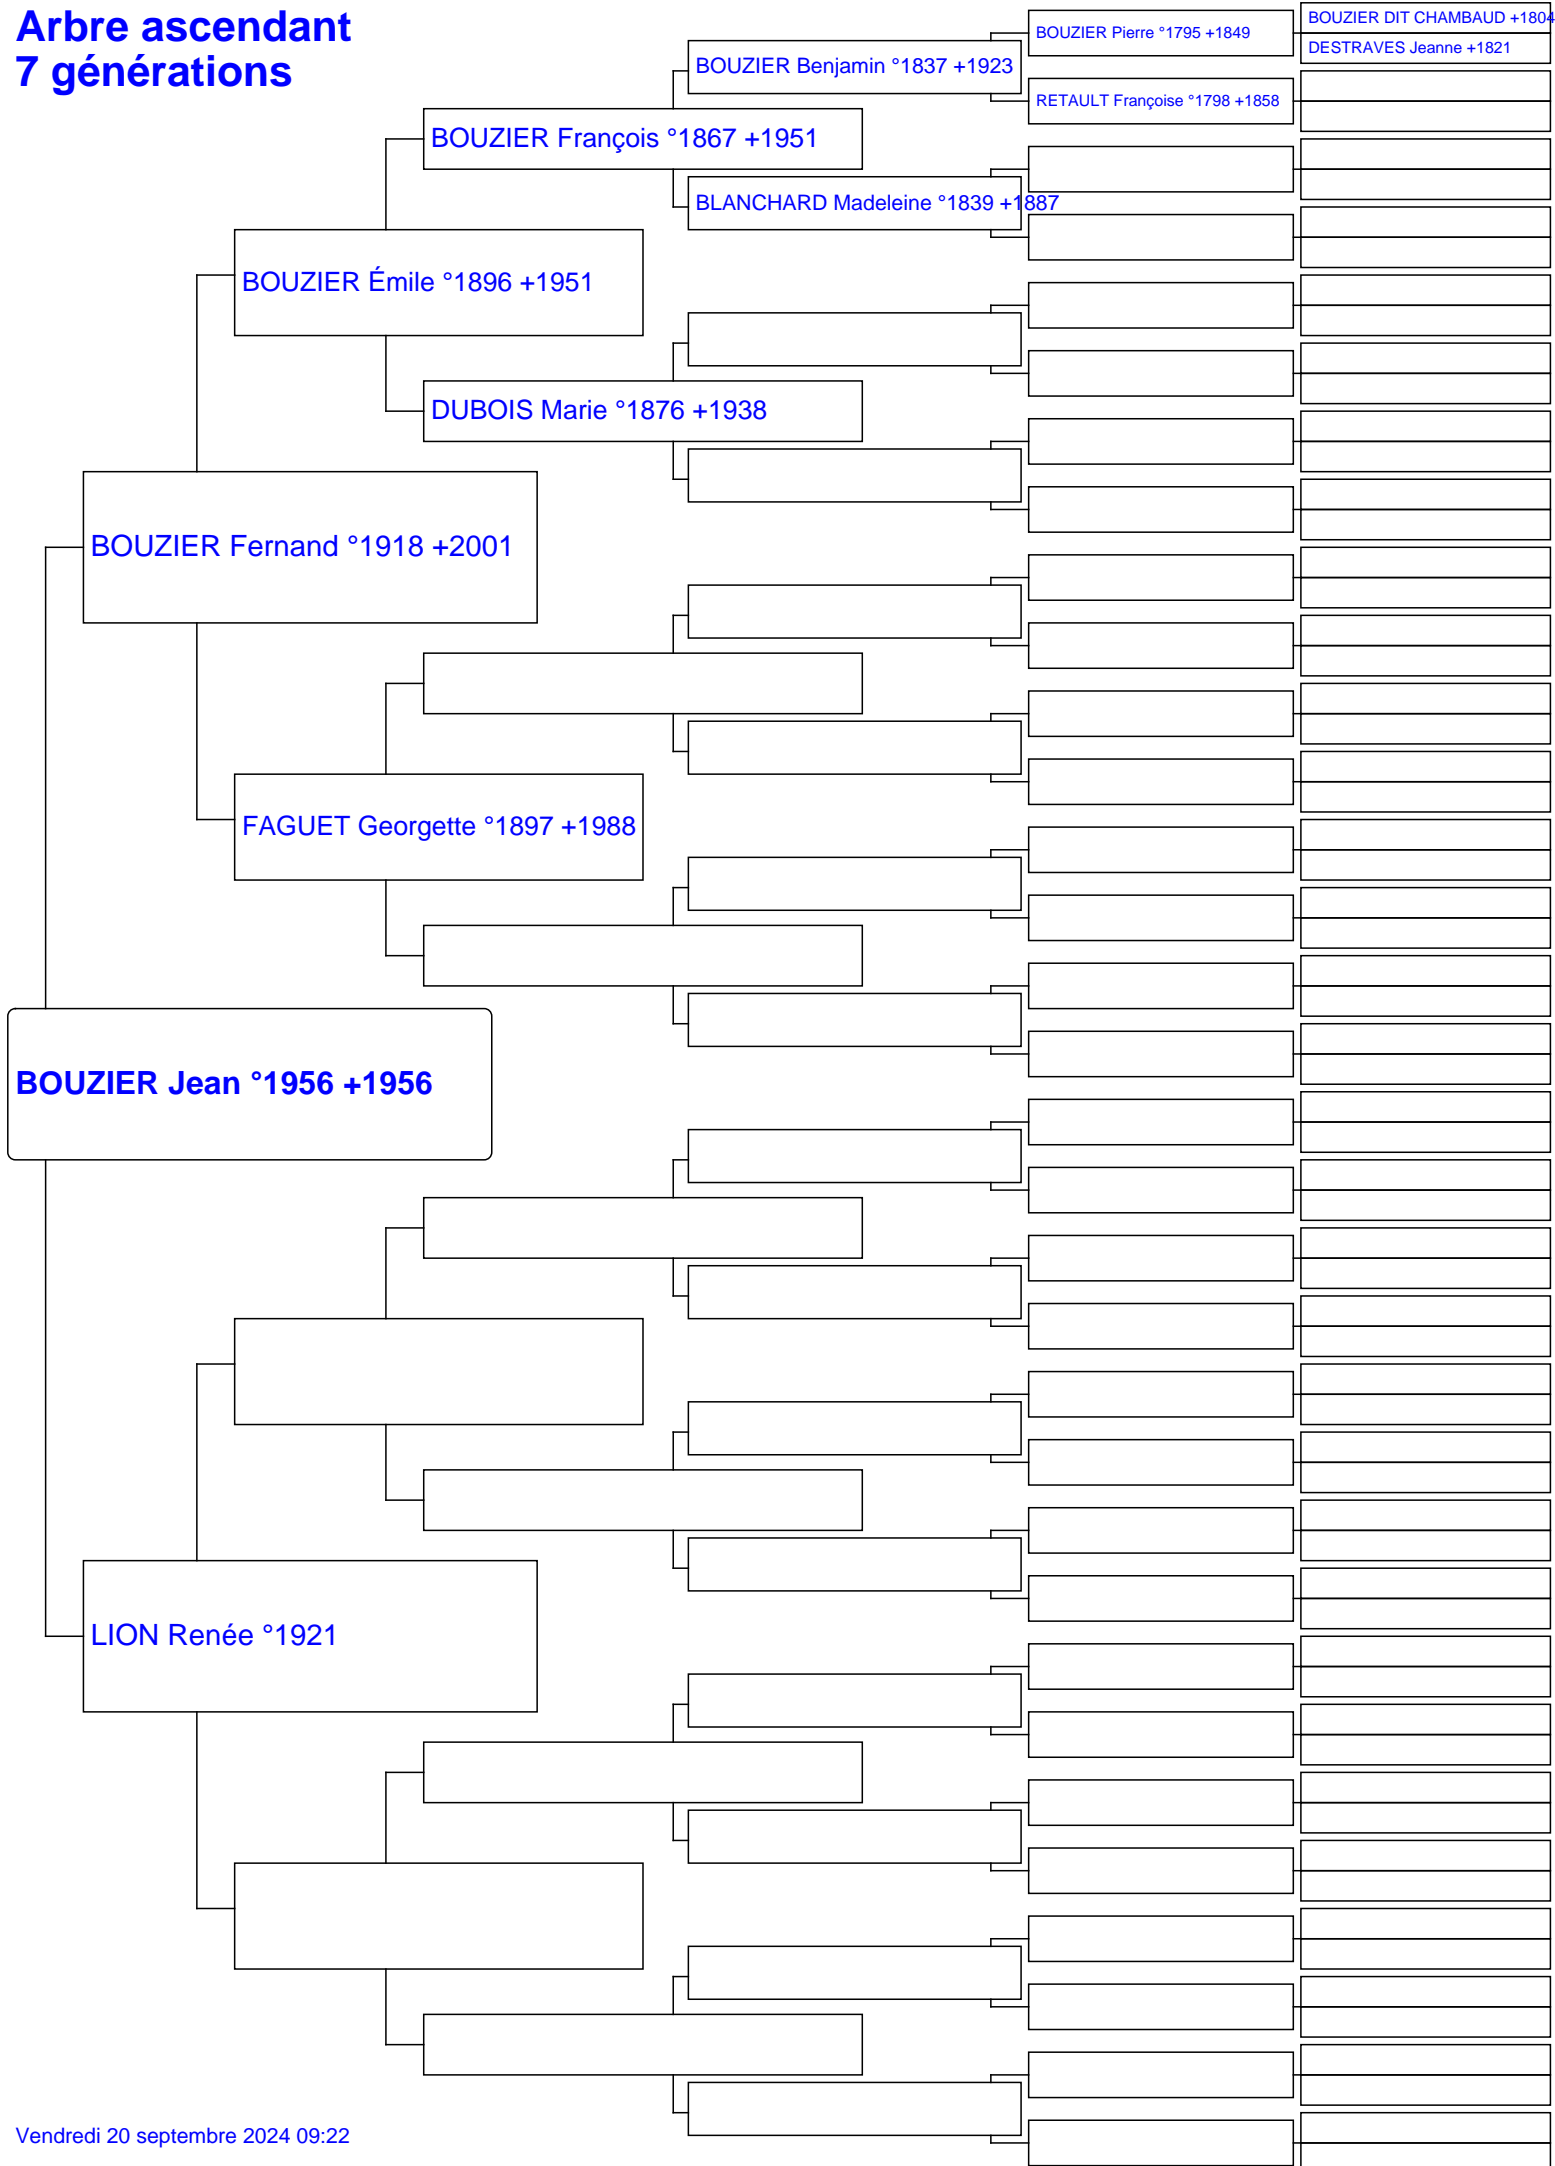 Arbre ascendant
7 générations
BOUZIER DIT CHAMBAUD +1804
BOUZIER Pierre °1795 +1849
DESTRAVES Jeanne +1821
BOUZIER Benjamin °1837 +1923
RETAULT Françoise °1798 +1858
BOUZIER François °1867 +1951
BLANCHARD Madeleine °1839 +1887
BOUZIER Émile °1896 +1951
DUBOIS Marie °1876 +1938
BOUZIER Fernand °1918 +2001
FAGUET Georgette °1897 +1988
BOUZIER Jean °1956 +1956
LION Renée °1921
Vendredi 20 septembre 2024 09:22